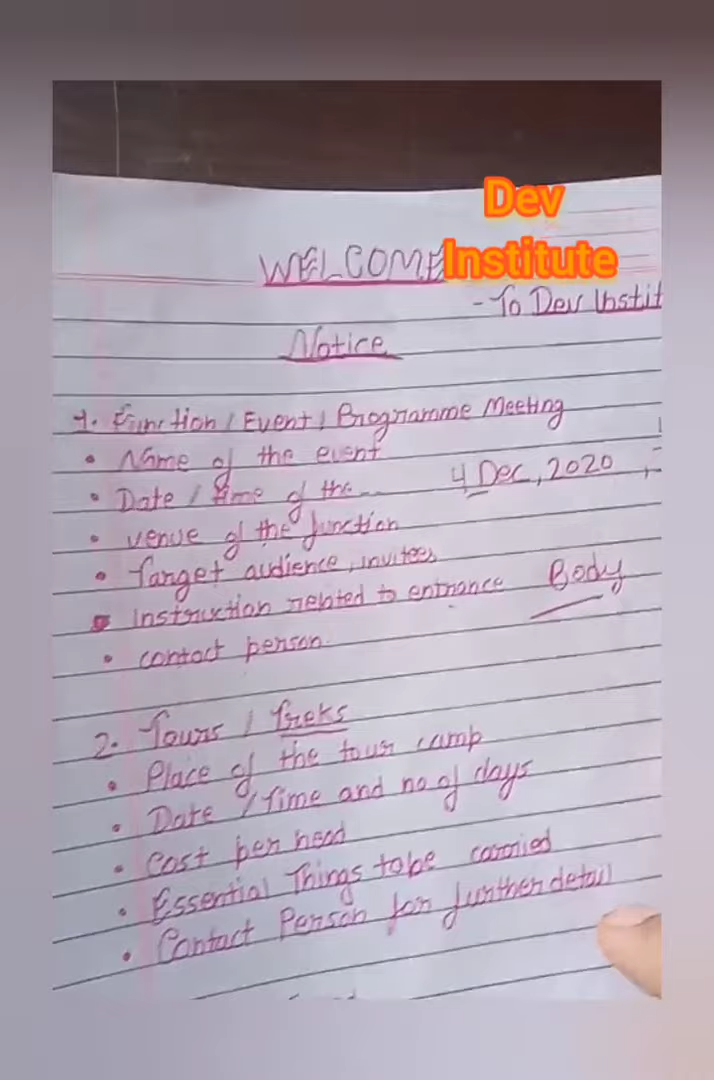 Dev
Institute
WELCOME
- To Dev Instit
Notice
1. Function / Event / Programme Meeting
• Name of the event
• Date / time of the... 4 Dec, 2020,
• venue of the function
• Target audience, invitees
• instruction related to entrance Body
• contact person
2. Tours / Treks
• Place of the tour camp
• Date / Time and no of days
• Cost per head
• Essential Things to be carried
• Contact Person for further detail